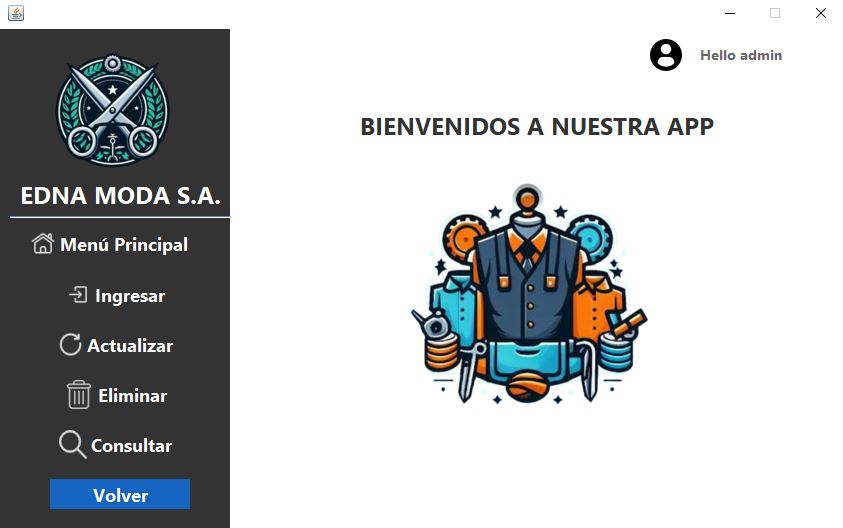 Hello admin
BIENVENIDOS A NUESTRA APP
EDNA MODA S.A.
Menú Principal
Ingresar
Actualizar
Eliminar
Consultar
Volver